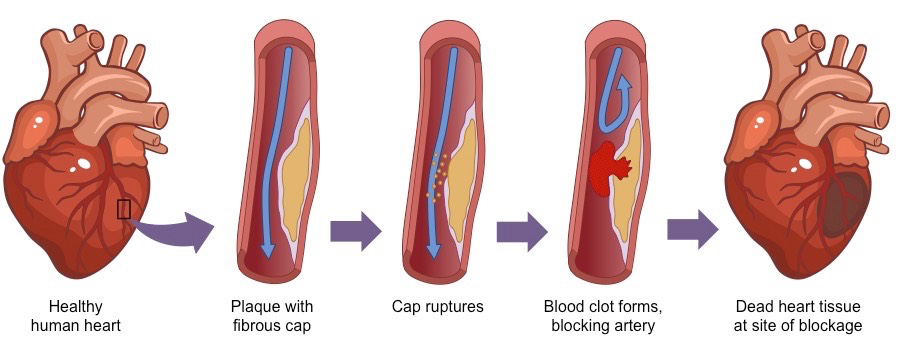 Healthy
human heart
Plaque with
fibrous cap
Cap ruptures
Blood clot forms,
blocking artery
Dead heart tissue
at site of blockage